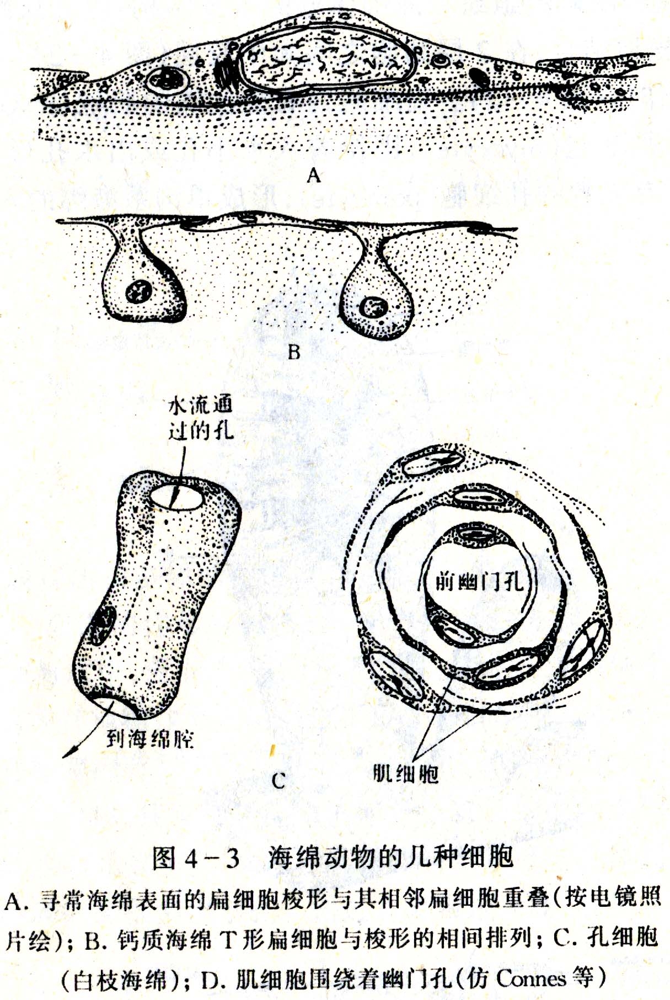 A
B
水流通
过的孔
前幽门孔
到海绵腔
肌细胞
C
图 4-3 海绵动物的几种细胞
A. 寻常海绵表面的扁细胞梭形与其相邻扁细胞重叠(按电镜照
片绘); B. 钙质海绵 T 形扁细胞与梭形的相间排列; C. 孔细胞
(白枝海绵); D. 肌细胞围绕着幽门孔(仿 Connes 等)